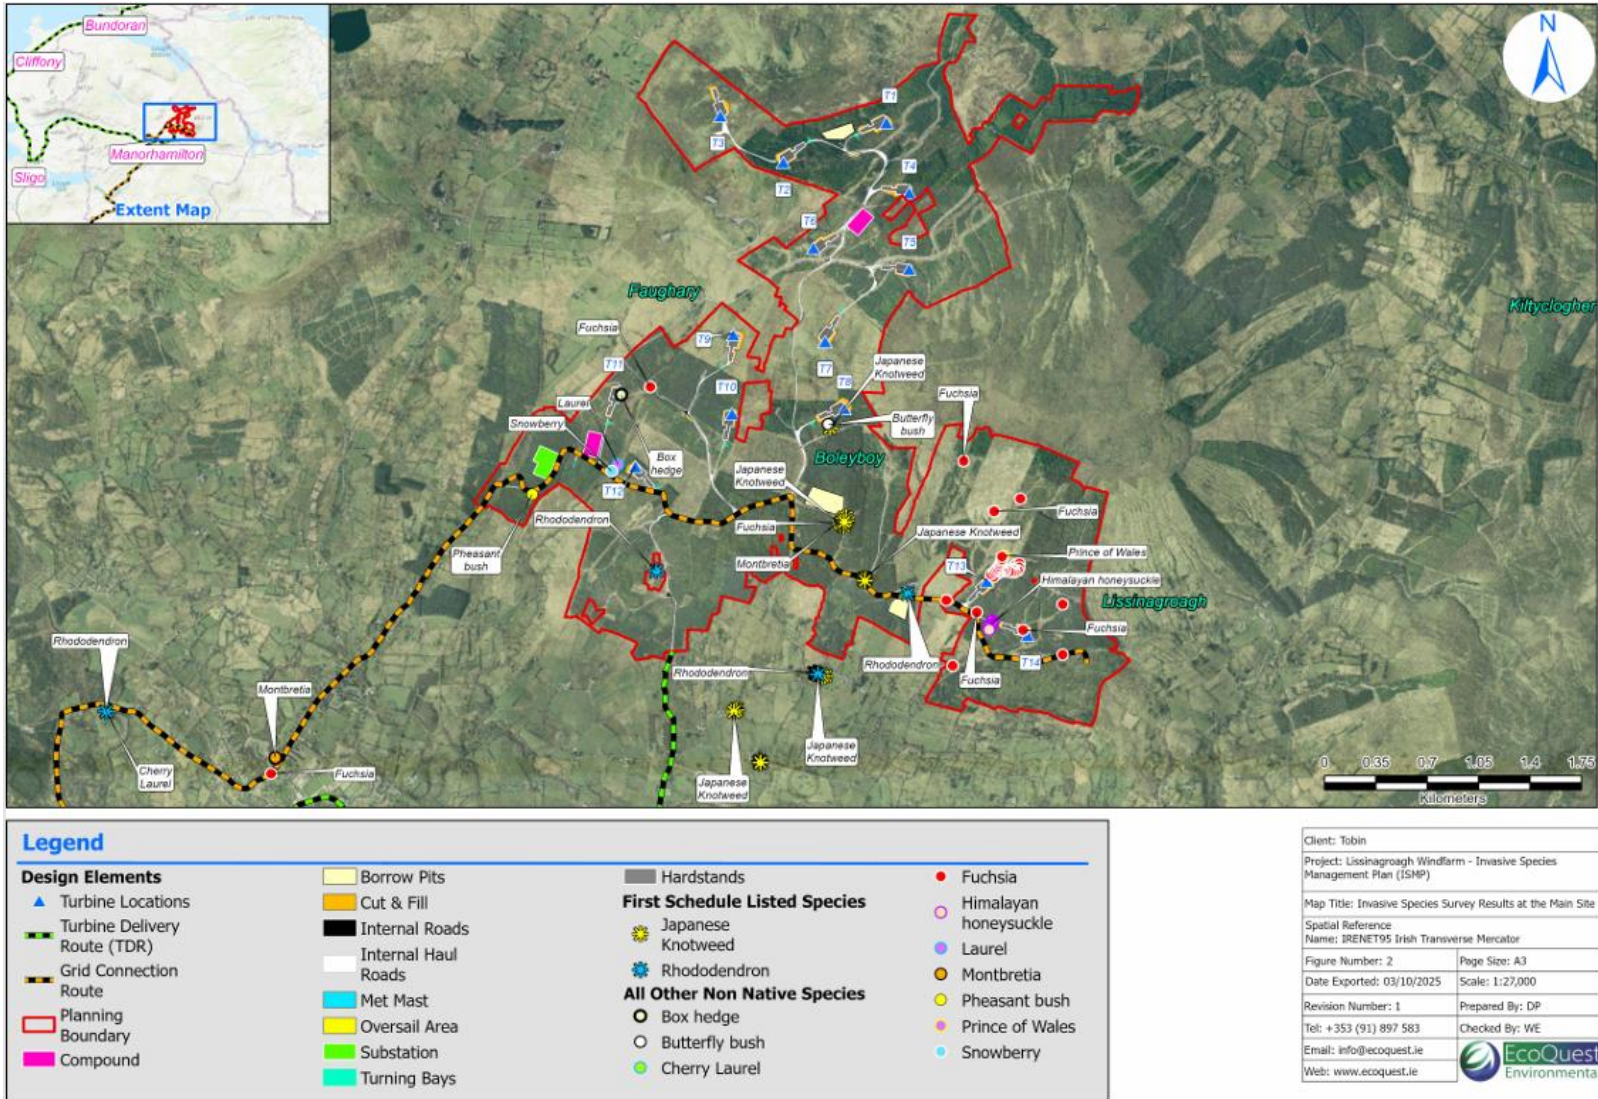 Bundoran
Cliffony
Manorhamilton
Sligo
Extent Map
N
T1
T3
T2
T4
T6
T5
Faughary
Kiltyclogher
Fuchsia
T9
T11
T7
T8
Japanese
Knotweed
T10
Fuchsia
Laurel
Snowberry
Butterfly
bush
Box
hedge
Boleyboy
Japanese
Knotweed
T12
Rhododendron
Fuchsia
Fuchsia
Japanese Knotweed
Pheasant
bush
Montbretia
Prince of Wales
T13
Himalayan honeysuckle
Lissinagroagh
Fuchsia
Rhododendron
Rhododendron
Rhododendron
T14
Fuchsia
Montbretia
Japanese
Knotweed
Cherry
Laurel
Fuchsia
Japanese
Knotweed
0 0.35 0.7 1.05 1.4 1.75
Kilometers
Legend
Design Elements
Turbine Locations
Turbine Delivery
Route (TDR)
Grid Connection
Route
Planning
Boundary
Compound
Borrow Pits
Cut & Fill
Internal Roads
Internal Haul
Roads
Met Mast
Oversail Area
Substation
Turning Bays
Hardstands
First Schedule Listed Species
Japanese
Knotweed
Rhododendron
All Other Non Native Species
Box hedge
Butterfly bush
Cherry Laurel
Fuchsia
Himalayan
honeysuckle
Laurel
Montbretia
Pheasant bush
Prince of Wales
Snowberry
Client: Tobin
Project: Lissinagroagh Windfarm - Invasive Species
Management Plan (ISMP)
Map Title: Invasive Species Survey Results at the Main Site
Spatial Reference
Name: IRENET95 Irish Transverse Mercator
Figure Number: 2
Page Size: A3
Date Exported: 03/10/2025
Scale: 1:27,000
Revision Number: 1
Prepared By: DP
Tel: +353 (91) 897 583
Checked By: WE
Email: info@ecoquest.ie
Web: www.ecoquest.ie
EcoQuest
Environmenta